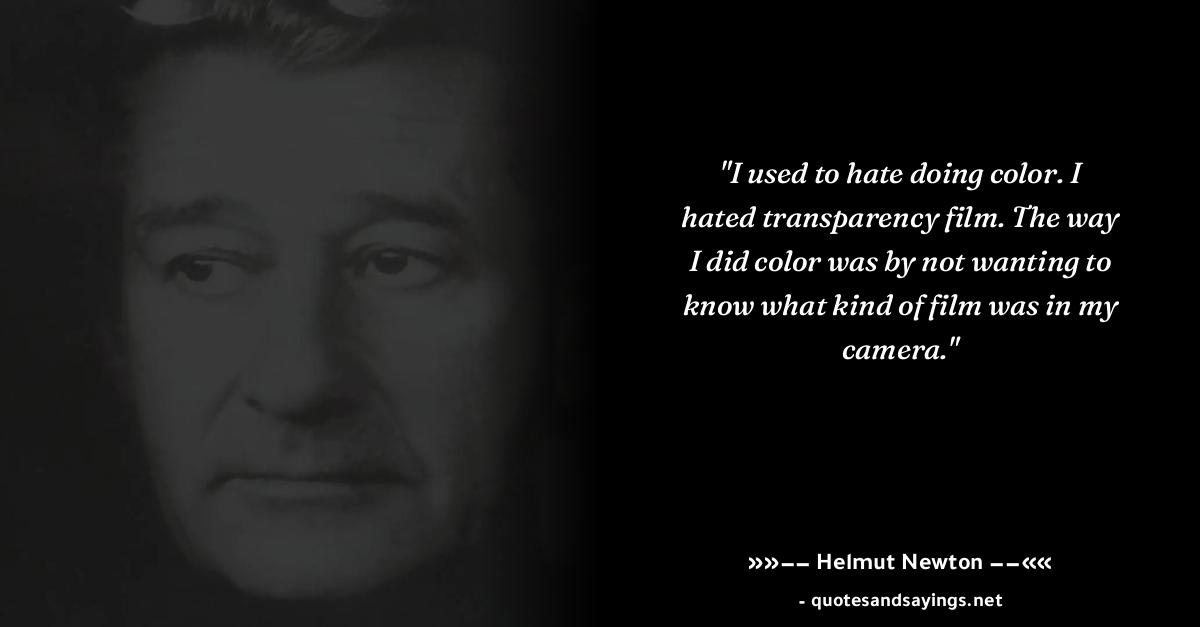 "I used to hate doing color. I
hated transparency film. The way
I did color was by not wanting to
know what kind of film was in my
camera."
»»–– Helmut Newton ––««
- quotesandsayings.net